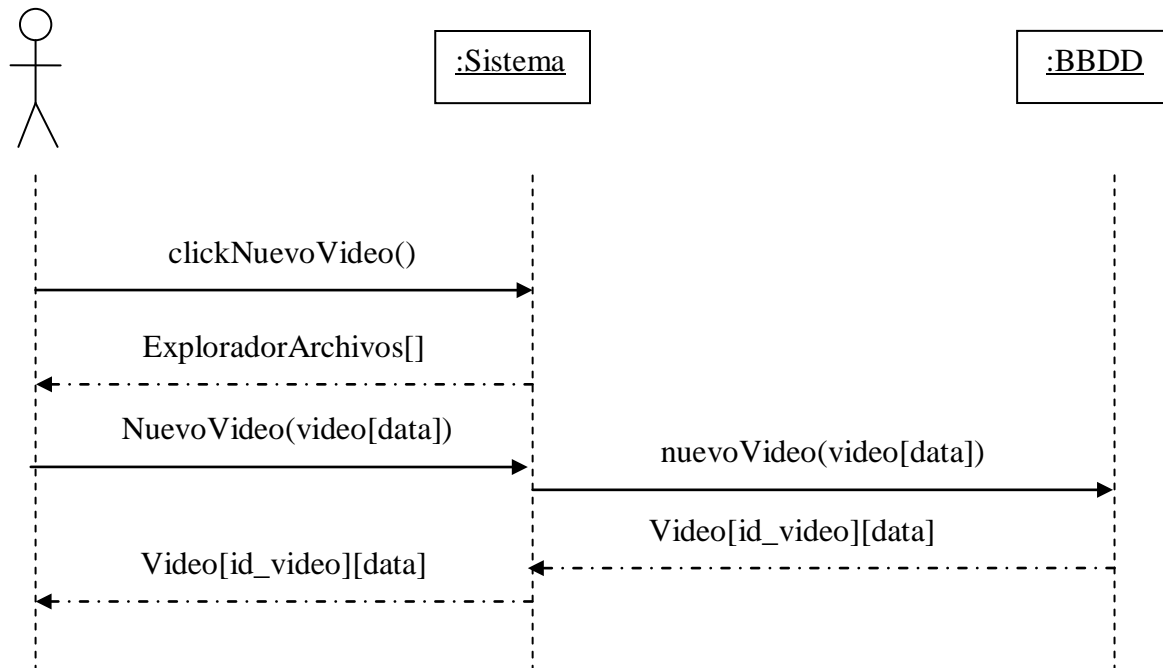 :Sistema
:BBDD
clickNuevoVideo()
ExploradorArchivos[]
NuevoVideo(video[data])
nuevoVideo(video[data])
Video[id_video][data]
Video[id_video][data]